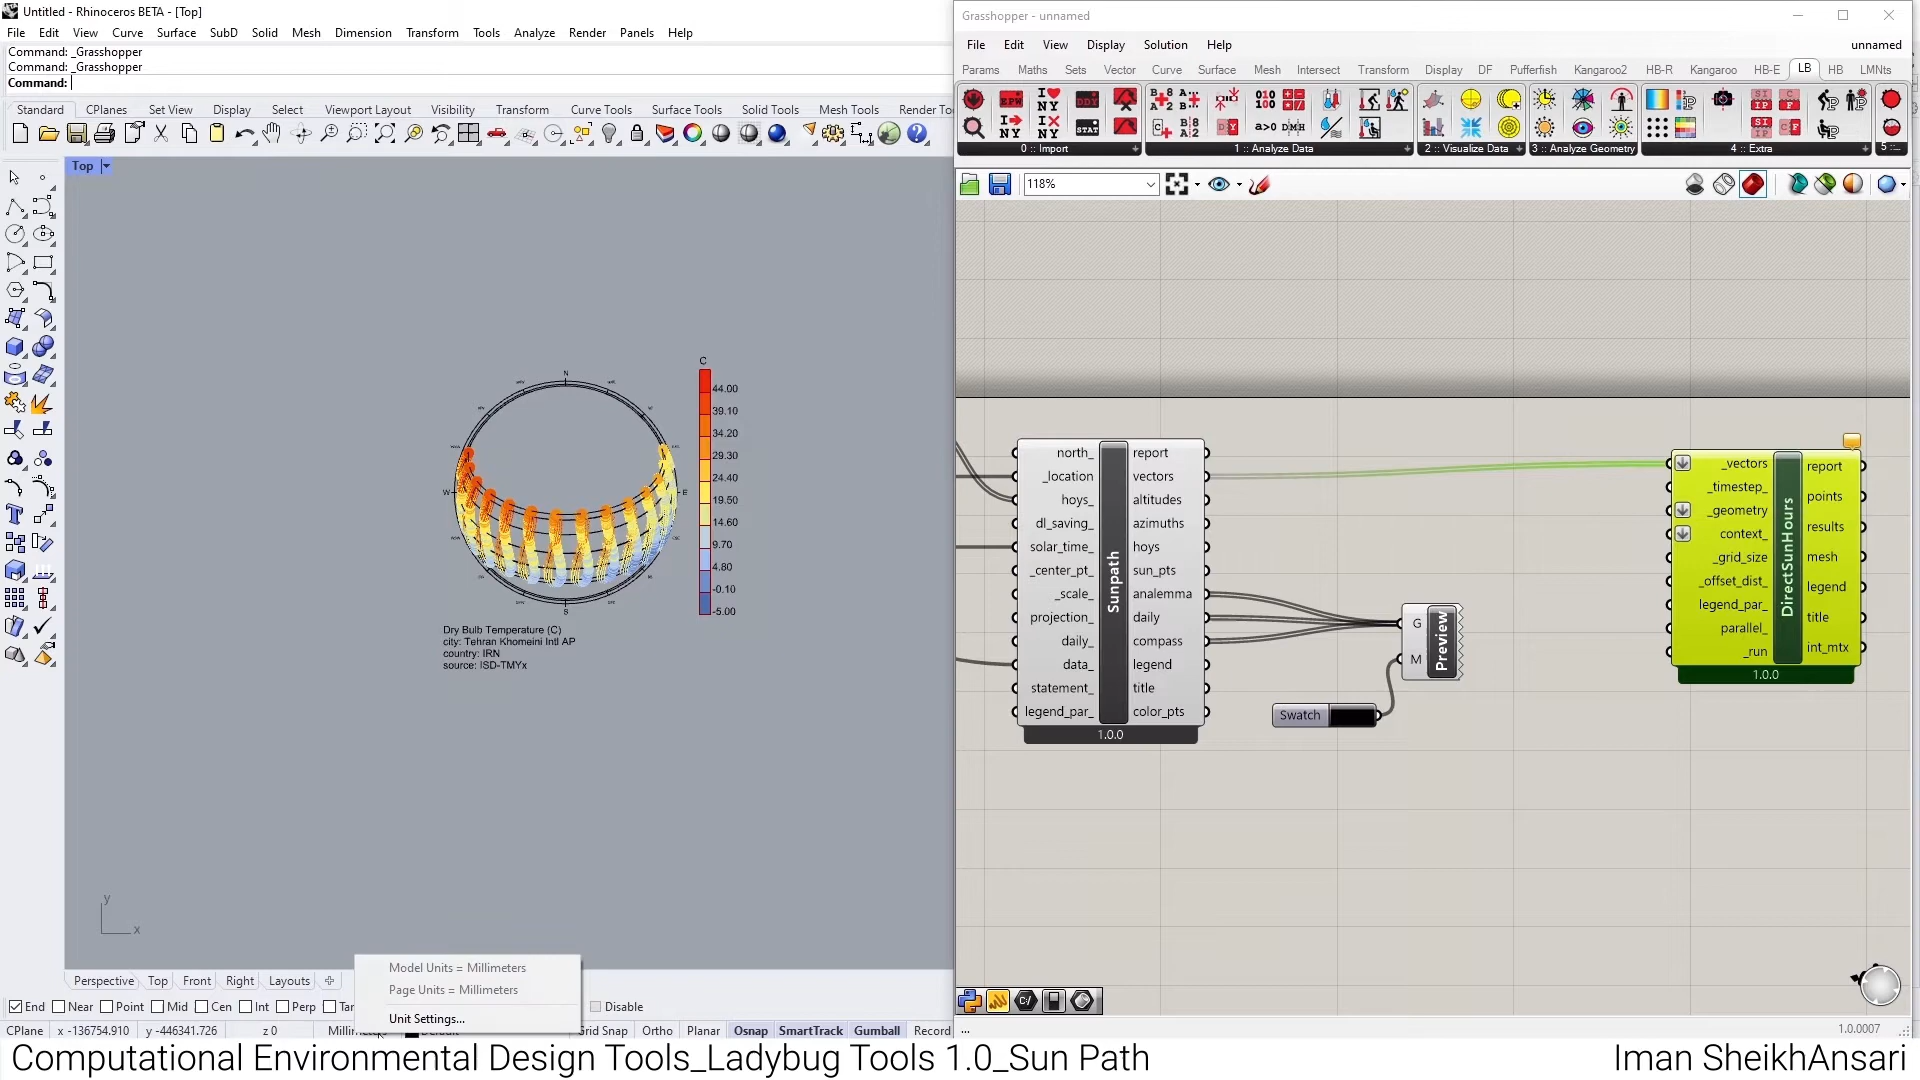 Untitled - Rhinoceros BETA - [Top]
File Edit View Curve Surface SubD Solid Mesh Dimension Transform Tools Analyze Render Panels Help
Command: _Grasshopper
Command: _Grasshopper
Command:
Standard CPlanes Set View Display Select Viewport Layout Visibility Transform Curve Tools Surface Tools Solid Tools Mesh Tools Render To
Top
N
W
E
S
C
44.00
39.10
34.20
29.30
24.40
19.50
14.60
9.70
4.80
-0.10
-5.00
Dry Bulb Temperature (C)
city: Tehran Khomeini Intl AP
country: IRN
source: ISD-TMYx
y
x
Model Units = Millimeters
Page Units = Millimeters
Unit Settings...
Perspective Top Front Right Layouts
End Near Point Mid Cen Int Perp Tan Disable
CPlane x -136754.910 y -446341.726 z 0 Grid Snap Ortho Planar Osnap SmartTrack Gumball Record
Grasshopper - unnamed
File Edit View Display Solution Help unnamed
Params Maths Sets Vector Curve Surface Mesh Intersect Transform Display DF Pufferfish Kangaroo2 HB-R Kangaroo HB-E LB HB LMNts
0 :: Import 1 :: Analyze Data 2 :: Visualize Data 3 :: Analyze Geometry 4 :: Extra
118%
north_ report
_location vectors
hoys_ altitudes
dl_saving_ azimuths
solar_time_ hoys
_center_pt_ sun_pts
_scale_ analemma
projection_ daily
daily_ compass
data_ legend
statement_ title
legend_par_ color_pts
Sunpath
1.0.0
G
M
Preview
Swatch
_vectors report
_timestep_ points
_geometry results
context_ mesh
_grid_size legend
_offset_dist_ title
legend_par_ int_mtx
parallel_
_run
DirectSunHours
1.0.0
...
1.0.0007
Computational Environmental Design Tools_Ladybug Tools 1.0_Sun Path
Iman SheikhAnsari